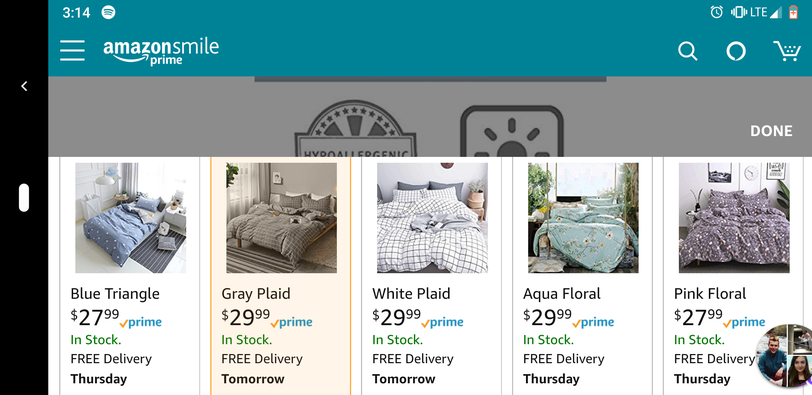 3:14 LTE
amazonsmile
prime
HYPOALLERGENIC
DONE
Blue Triangle
$27.99 prime
In Stock.
FREE Delivery
Thursday
Gray Plaid
$29.99 prime
In Stock.
FREE Delivery
Tomorrow
White Plaid
$29.99 prime
In Stock.
FREE Delivery
Tomorrow
Aqua Floral
$29.99 prime
In Stock.
FREE Delivery
Thursday
Pink Floral
$27.99 prime
In Stock.
FREE Delivery
Thursday